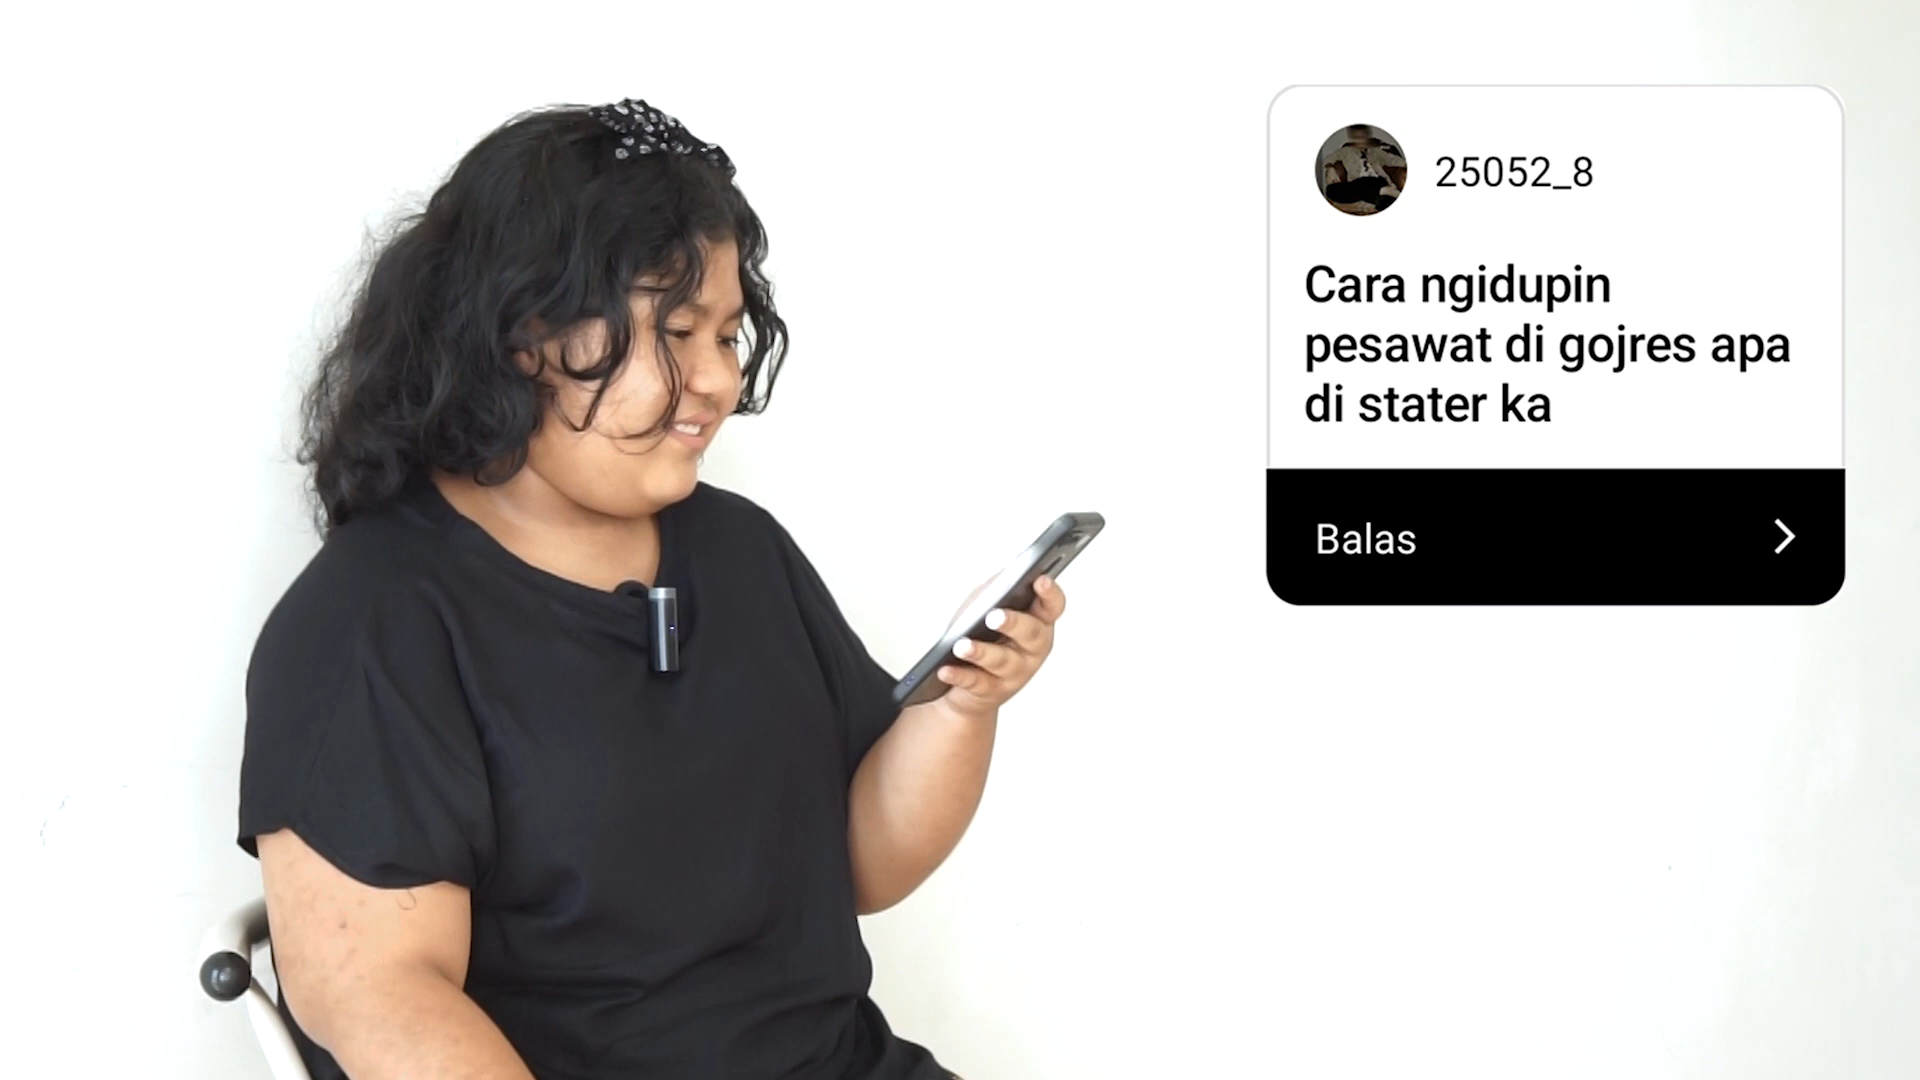 25052_8
Cara ngidupin
pesawat di gojres apa
di stater ka
Balas